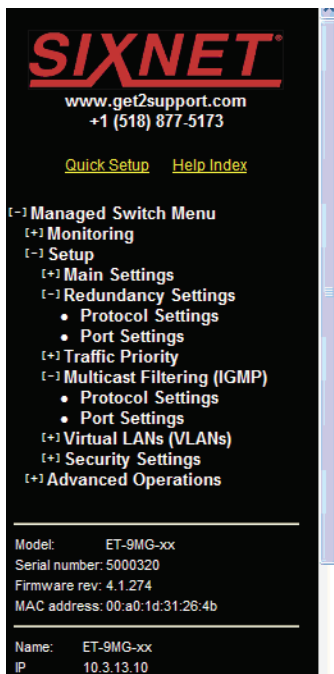 SIXNET®
www.get2support.com
+1 (518) 877-5173
Quick Setup Help Index
[-] Managed Switch Menu
[+] Monitoring
[-] Setup
[+] Main Settings
[-] Redundancy Settings
• Protocol Settings
• Port Settings
[+] Traffic Priority
[-] Multicast Filtering (IGMP)
• Protocol Settings
• Port Settings
[+] Virtual LANs (VLANs)
[+] Security Settings
[+] Advanced Operations
Model: ET-9MG-xx
Serial number: 5000320
Firmware rev: 4.1.274
MAC address: 00:a0:1d:31:26:4b
Name: ET-9MG-xx
IP 10.3.13.10